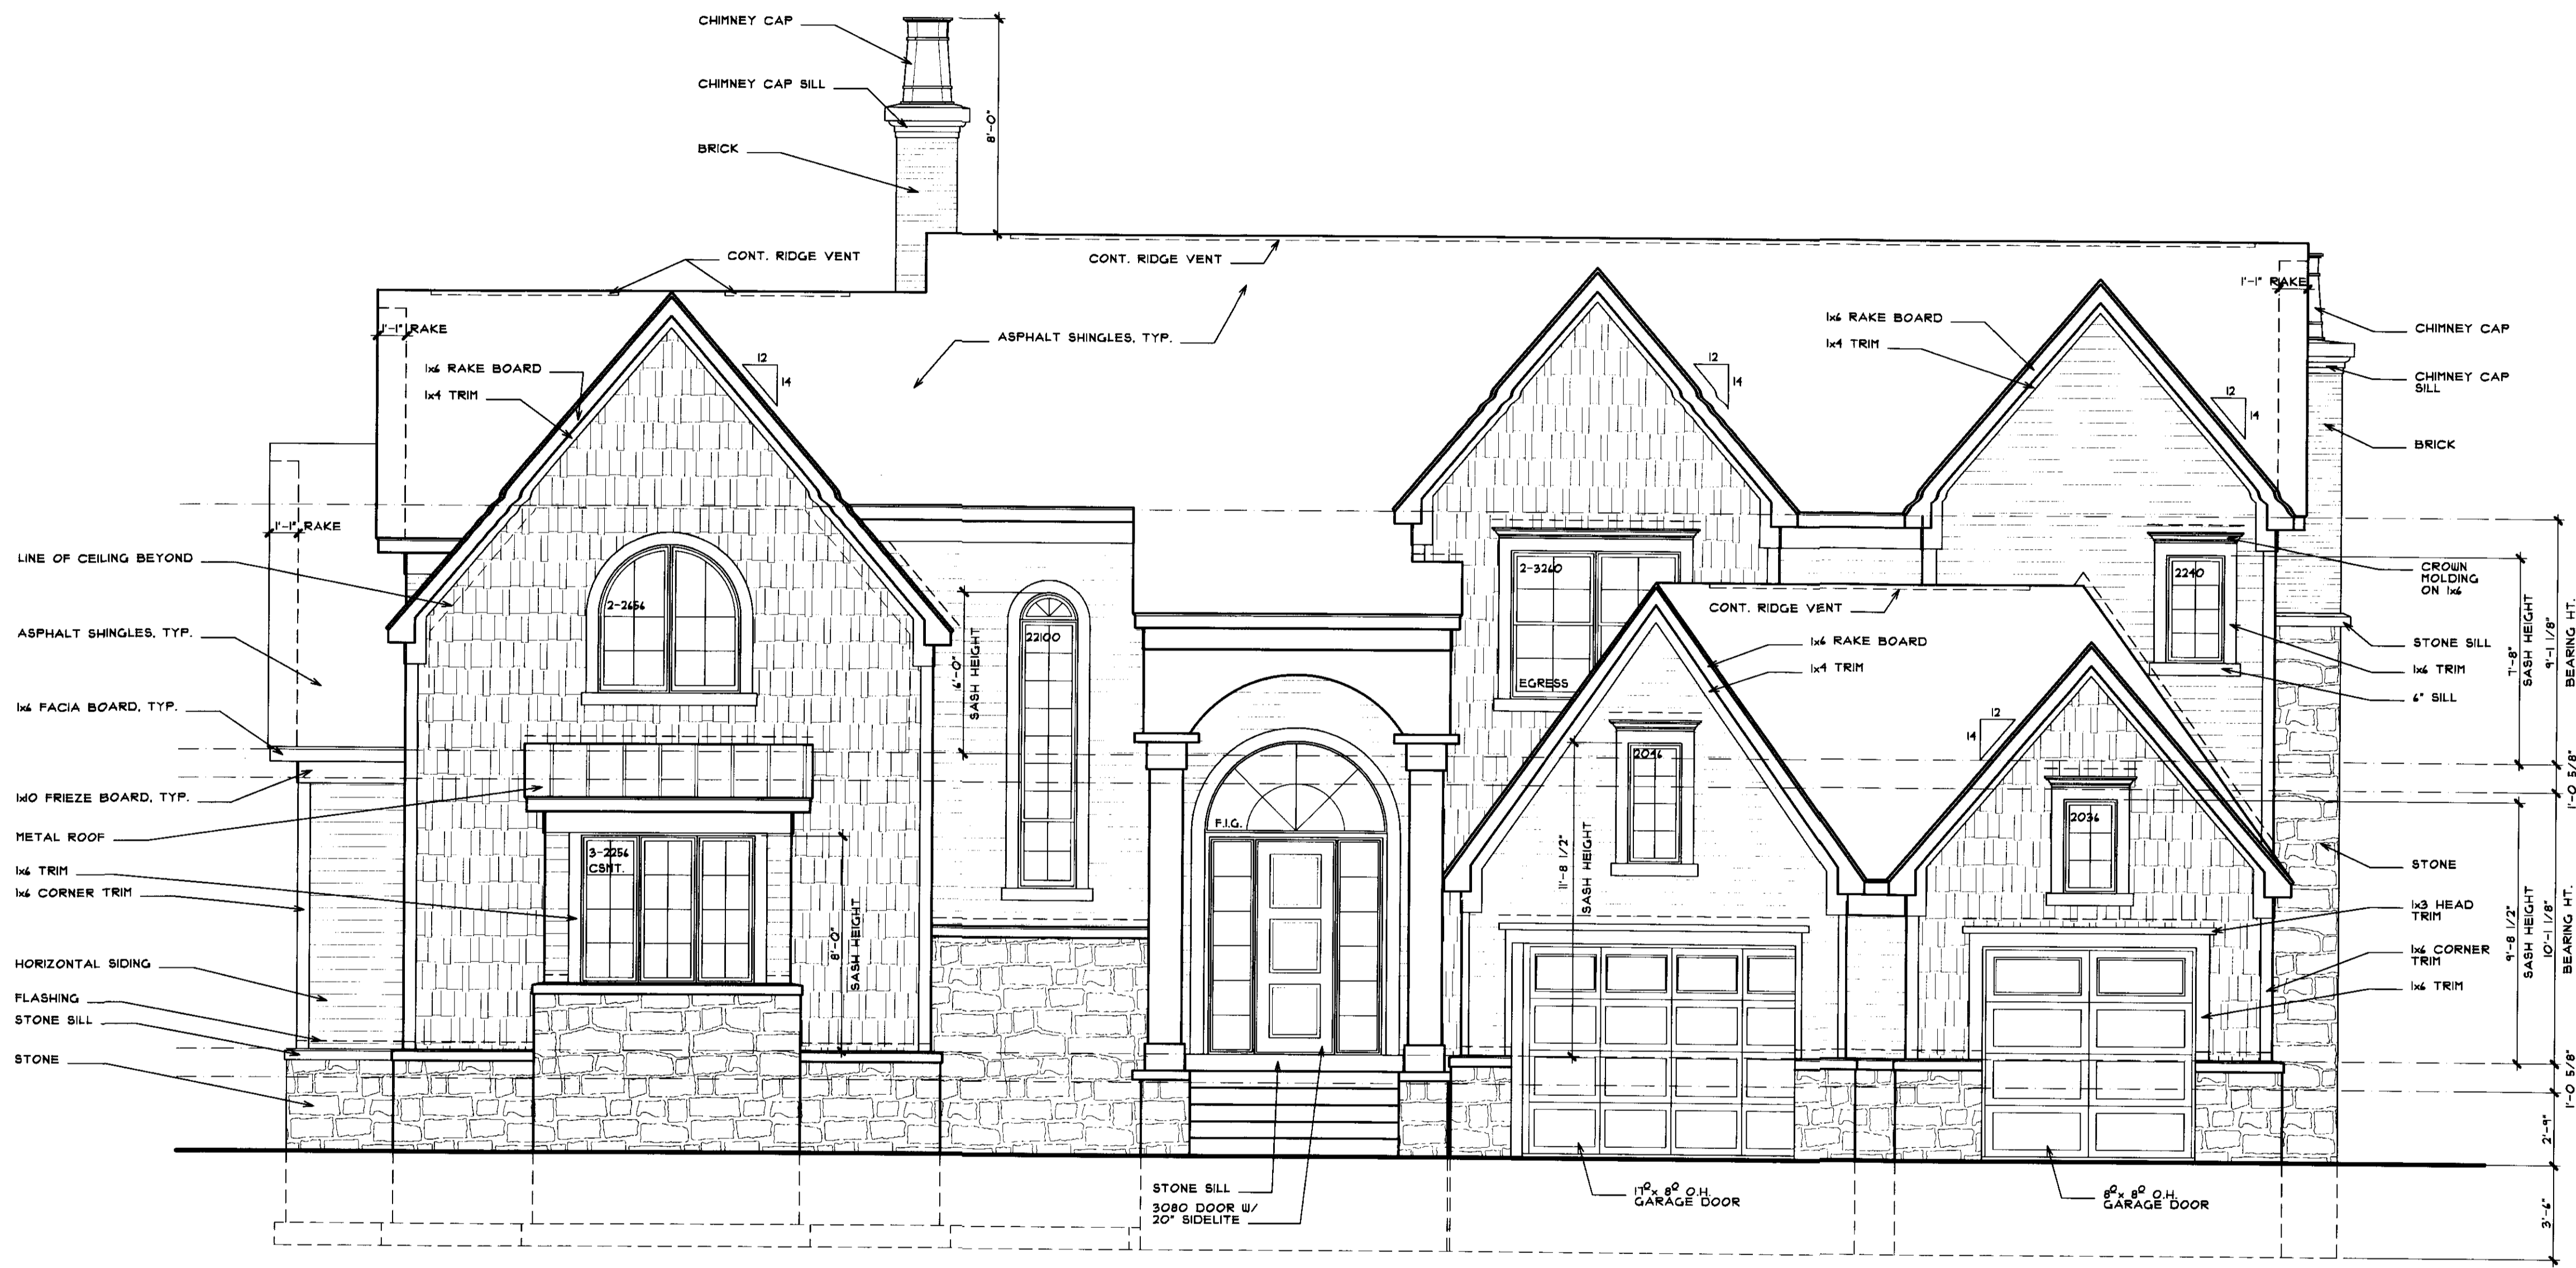 CHIMNEY CAP
CHIMNEY CAP SILL
BRICK
8'-0"
CONT. RIDGE VENT
CONT. RIDGE VENT
ASPHALT SHINGLES, TYP.
1'-1" RAKE
1x6 RAKE BOARD
1x4 TRIM
12
14
1'-1" RAKE
LINE OF CEILING BEYOND
ASPHALT SHINGLES, TYP.
1x6 FACIA BOARD, TYP.
1x10 FRIEZE BOARD, TYP.
METAL ROOF
1x6 TRIM
1x6 CORNER TRIM
HORIZONTAL SIDING
FLASHING
STONE SILL
STONE
2-2656
3-2256
CSMT.
8'-0"
SASH HEIGHT
22100
6'-0"
SASH HEIGHT
F.I.G.
STONE SILL
3080 DOOR W/
20" SIDELITE
12
14
2-3260
EGRESS
1x6 RAKE BOARD
1x4 TRIM
12
14
1'-1" RAKE
CONT. RIDGE VENT
1x6 RAKE BOARD
1x4 TRIM
2046
11'-8 1/2"
SASH HEIGHT
12
14
2240
2036
17⁰ x 8⁰ O.H.
GARAGE DOOR
8⁰ x 8⁰ O.H.
GARAGE DOOR
CHIMNEY CAP
CHIMNEY CAP
SILL
BRICK
CROWN
MOLDING
ON 1x6
STONE SILL
1x6 TRIM
6" SILL
STONE
1x3 HEAD
TRIM
1x6 CORNER
TRIM
1x6 TRIM
7'-8"
SASH HEIGHT
9'-1 1/8"
BEARING HT.
1'-0 5/8"
9'-8 1/2"
SASH HEIGHT
10'-1 1/8"
BEARING HT.
1'-0 5/8"
2'-9"
3'-6"